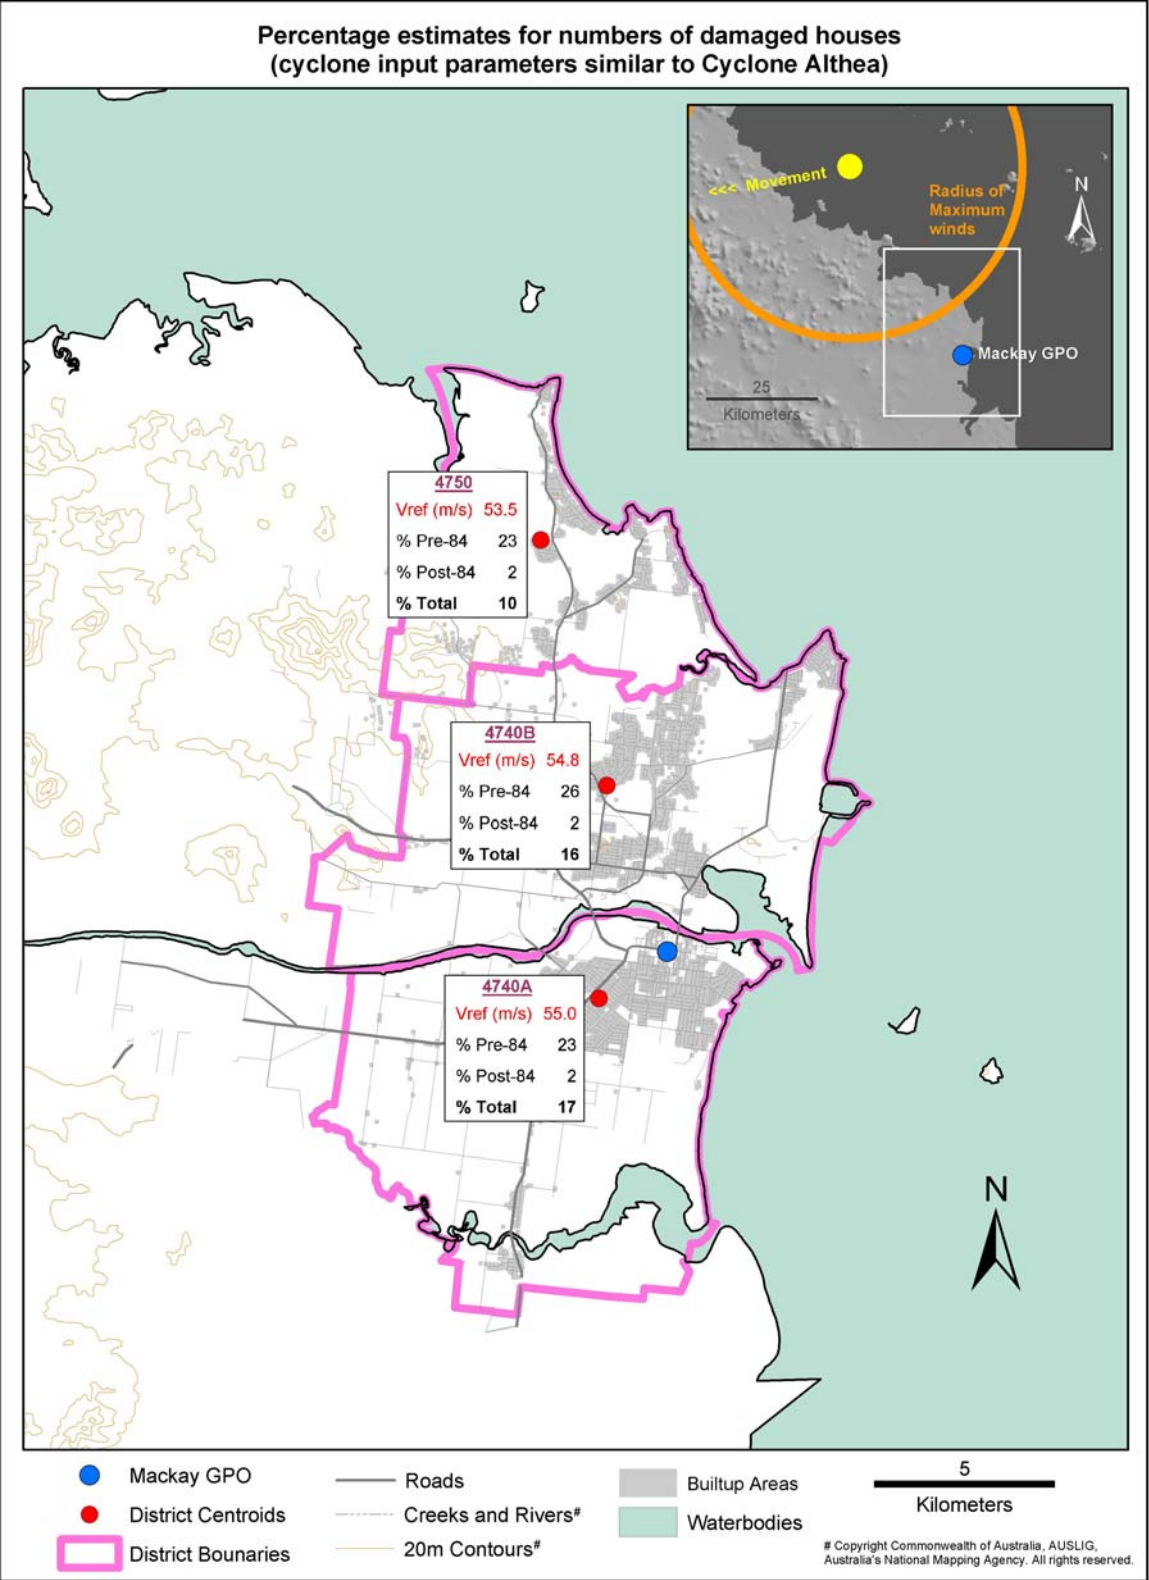 Percentage estimates for numbers of damaged houses
(cyclone input parameters similar to Cyclone Althea)
<<< Movement
Radius of
Maximum
winds
N
Mackay GPO
25
Kilometers
4750
Vref (m/s) 53.5
% Pre-84 23
% Post-84 2
% Total 10
4740B
Vref (m/s) 54.8
% Pre-84 26
% Post-84 2
% Total 16
4740A
Vref (m/s) 55.0
% Pre-84 23
% Post-84 2
% Total 17
N
Mackay GPO
District Centroids
District Bounaries
Roads
Creeks and Rivers#
20m Contours#
Builtup Areas
Waterbodies
5
Kilometers
# Copyright Commonwealth of Australia, AUSLIG,
Australia's National Mapping Agency. All rights reserved.